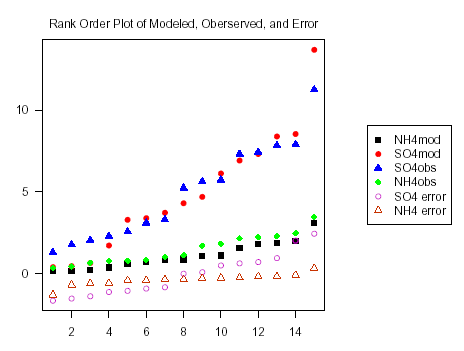 Rank Order Plot of Modeled, Oberserved, and Error
10
5
0
2 4 6 8 10 12 14
NH4mod
SO4mod
SO4obs
NH4obs
SO4 error
NH4 error